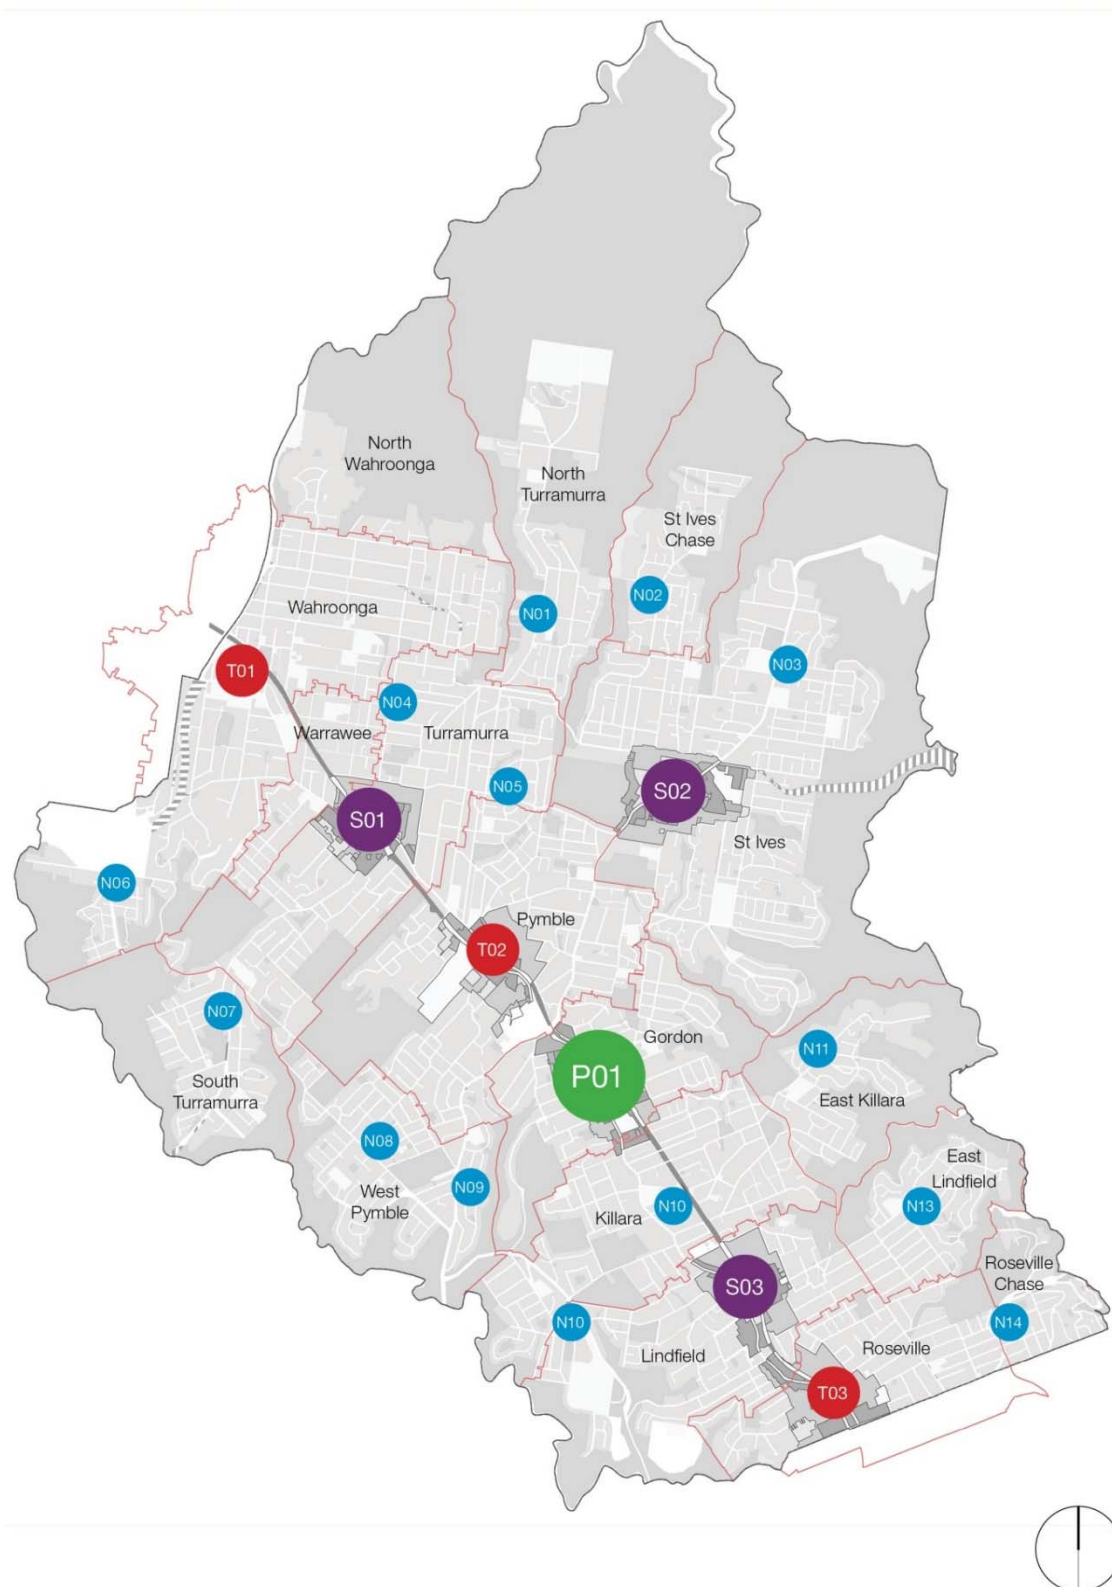 North
Wahroonga
North
Turramurra
St Ives
Chase
N02
N01
Wahroonga
N03
T01
N04
Warrawee
Turramurra
N05
S02
S01
St Ives
N06
Pymble
T02
N07
Gordon
N11
P01
South
Turramurra
East Killara
N08
East
Lindfield
N09
West
Pymble
N10
Killara
N13
Roseville
Chase
S03
N10
N14
Lindfield
Roseville
T03